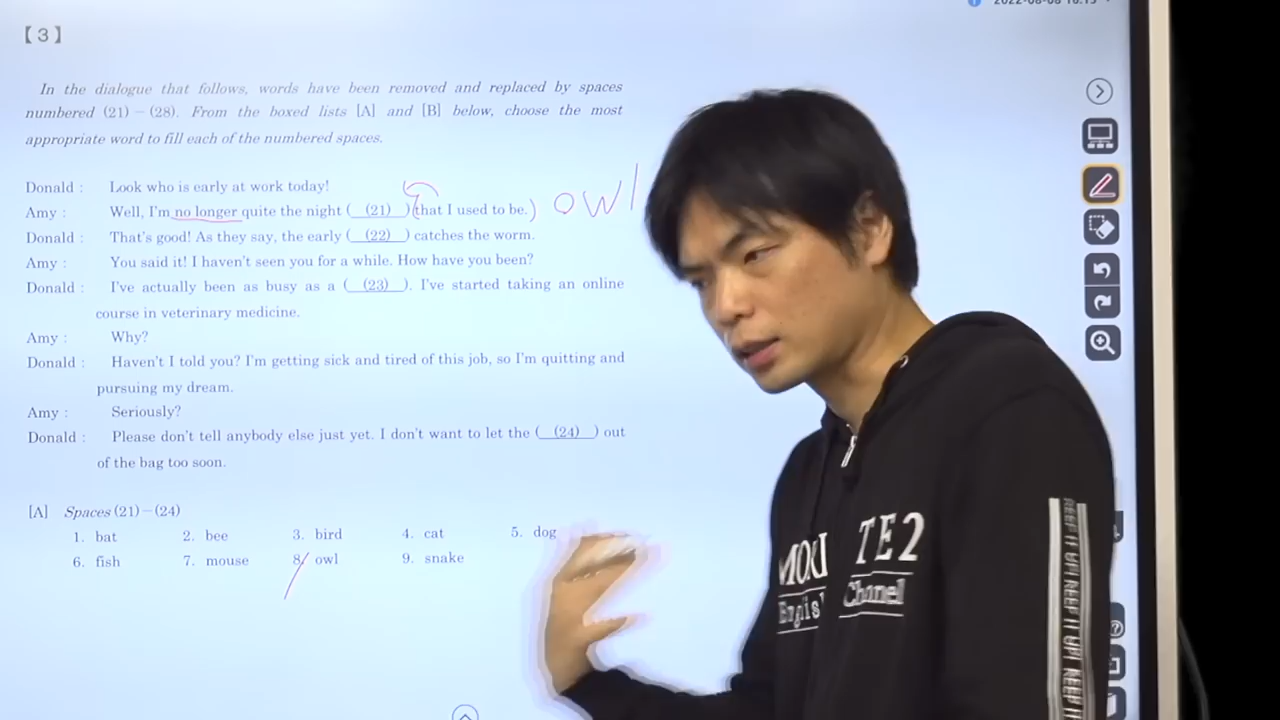 【3】
In the dialogue that follows, words have been removed and replaced by spaces
numbered (21)－(28). From the boxed lists [A] and [B] below, choose the most
appropriate word to fill each of the numbered spaces.
Donald : Look who is early at work today!
Amy : Well, I'm no longer quite the night ( (21) ) (that I used to be.) owl
Donald : That's good! As they say, the early ( (22) ) catches the worm.
Amy : You said it! I haven't seen you for a while. How have you been?
Donald : I've actually been as busy as a ( (23) ). I've started taking an online
course in veterinary medicine.
Amy : Why?
Donald : Haven't I told you? I'm getting sick and tired of this job, so I'm quitting and
pursuing my dream.
Amy : Seriously?
Donald : Please don't tell anybody else just yet. I don't want to let the ( (24) ) out
of the bag too soon.
[A] Spaces (21)－(24)
1. bat 2. bee 3. bird 4. cat 5. dog
6. fish 7. mouse 8. owl 9. snake
TE2
Chanel
KEEP IT UP! KEEP IT UP! KEEP